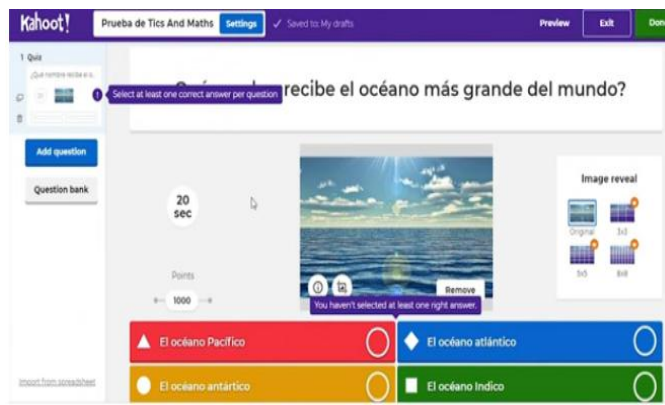 Kahoot!
Prueba de Tics And Maths
Settings
✓ Saved to: My drafts
Preview
Exit
Don
1 Quiz
¿Qué nombre recibe el o...
Select at least one correct answer per question
recibe el océano más grande del mundo?
Add question
Question bank
20
sec
Points
1000
Image reveal
Original
3x3
5x5
8x8
Remove
You haven't selected at least one right answer.
El océano Pacífico
El océano atlántico
El océano antártico
El océano Indico
Import from spreadsheet